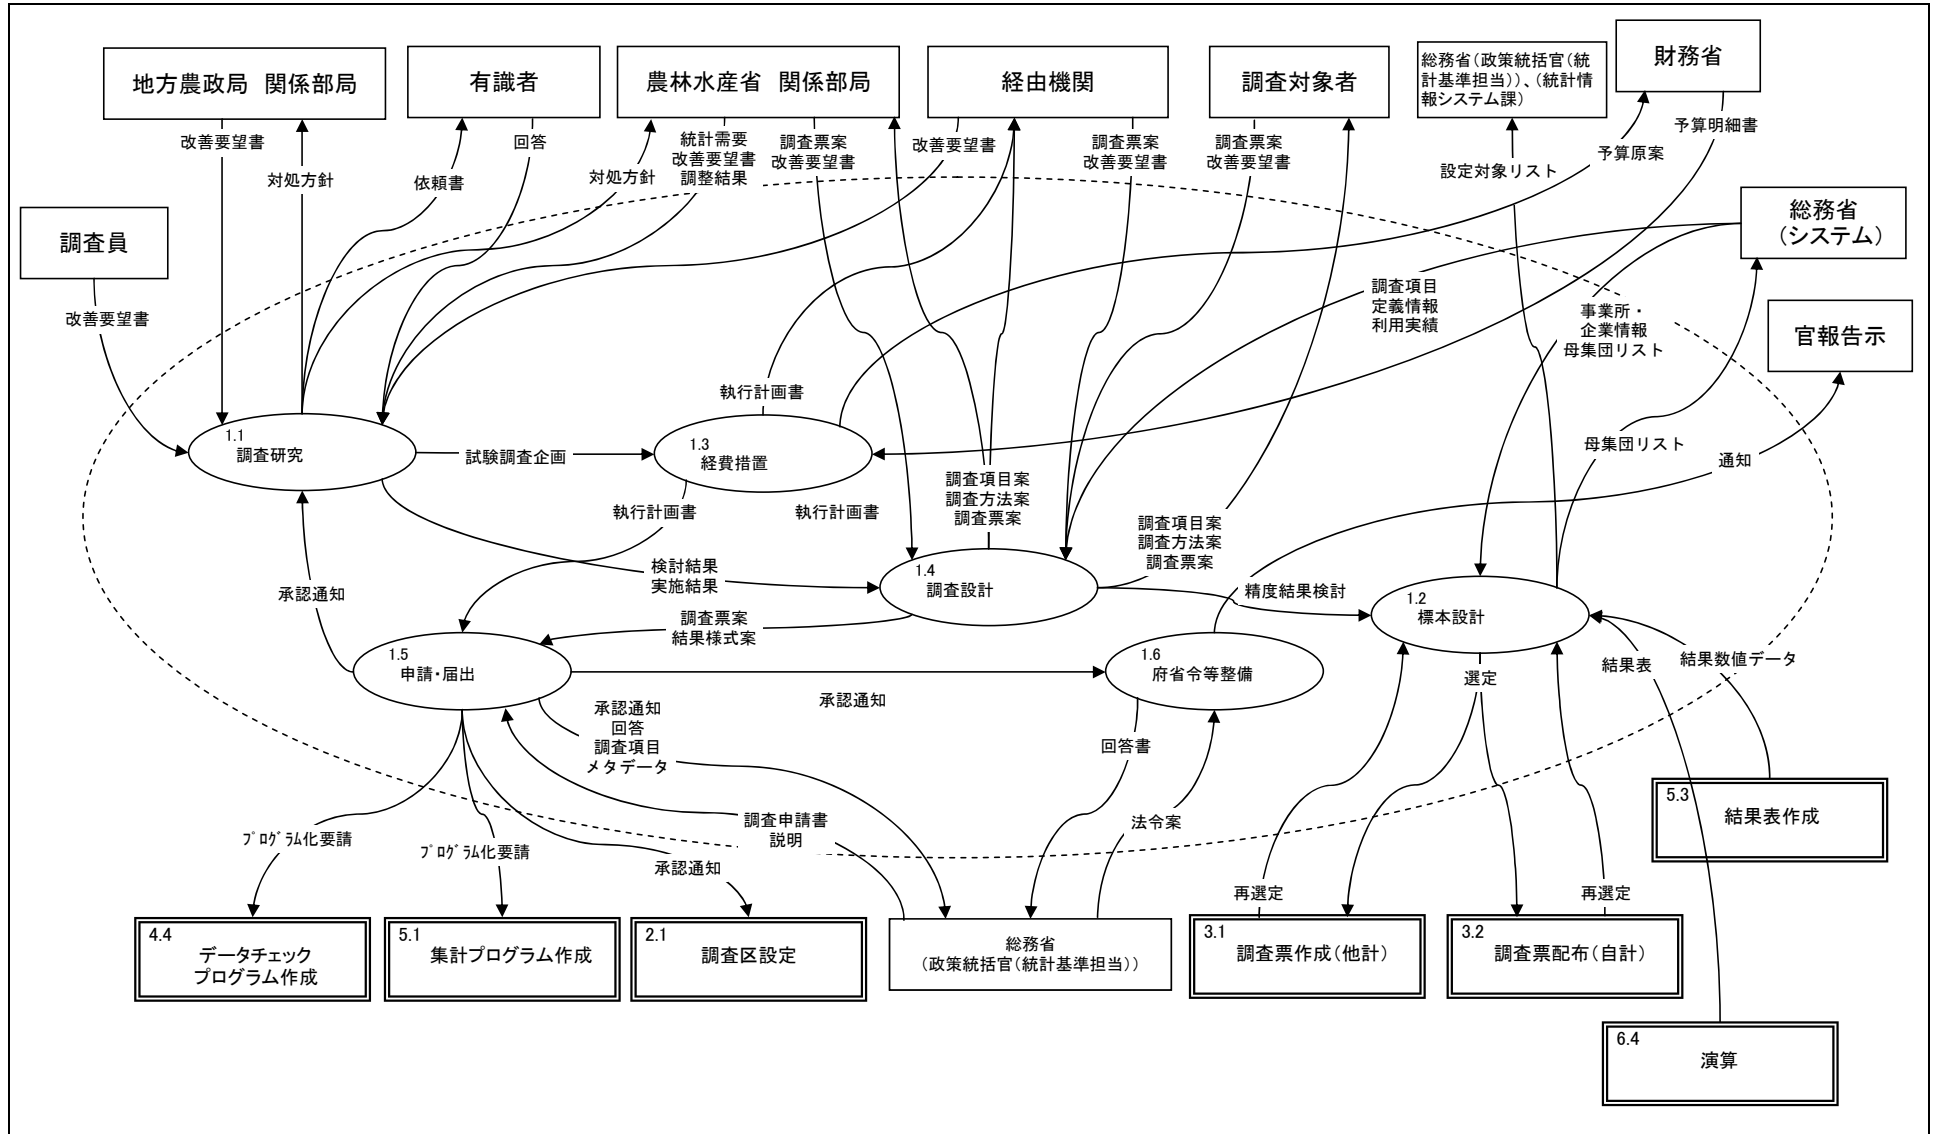 地方農政局 関係部局
有識者
農林水産省 関係部局
経由機関
調査対象者
総務省(政策統括官(統
計基準担当))、(統計情
報システム課)
財務省
改善要望書
対処方針
依頼書
回答
対処方針
統計需要
改善要望書
調整結果
調査票案
改善要望書
改善要望書
調査票案
改善要望書
調査票案
改善要望書
設定対象リスト
予算原案
予算明細書
調査員
総務省
(システム)
改善要望書
調査項目
定義情報
利用実績
事業所・
企業情報
母集団リスト
官報告示
執行計画書
1.1
調査研究
試験調査企画
1.3
経費措置
母集団リスト
通知
執行計画書
執行計画書
調査項目案
調査方法案
調査票案
調査項目案
調査方法案
調査票案
検討結果
実施結果
1.4
調査設計
精度結果検討
1.2
標本設計
承認通知
調査票案
結果様式案
1.5
申請・届出
1.6
府省令等整備
選定
結果表
結果数値データ
承認通知
承認通知
回答
調査項目
メタデータ
回答書
5.3
結果表作成
プログラム化要請
プログラム化要請
承認通知
調査申請書
説明
法令案
再選定
再選定
4.4
データチェック
プログラム作成
5.1
集計プログラム作成
2.1
調査区設定
総務省
(政策統括官(統計基準担当))
3.1
調査票作成(他計)
3.2
調査票配布(自計)
6.4
演算